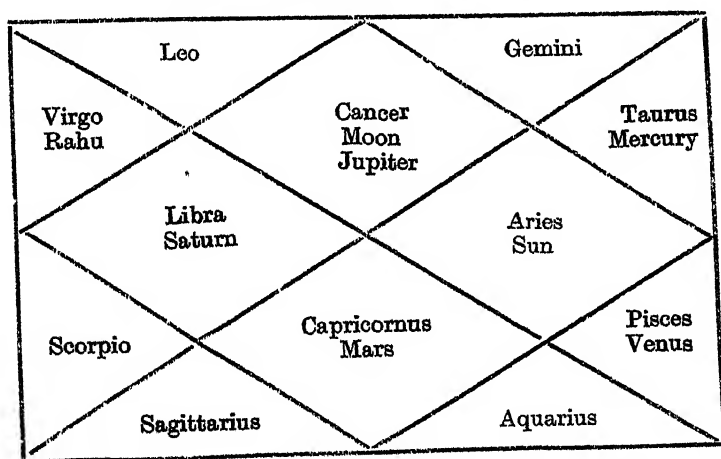 Leo
Gemini
Virgo
Rahu
Cancer
Moon
Jupiter
Taurus
Mercury
Libra
Saturn
Aries
Sun
Scorpio
Capricornus
Mars
Pisces
Venus
Sagittarius
Aquarius